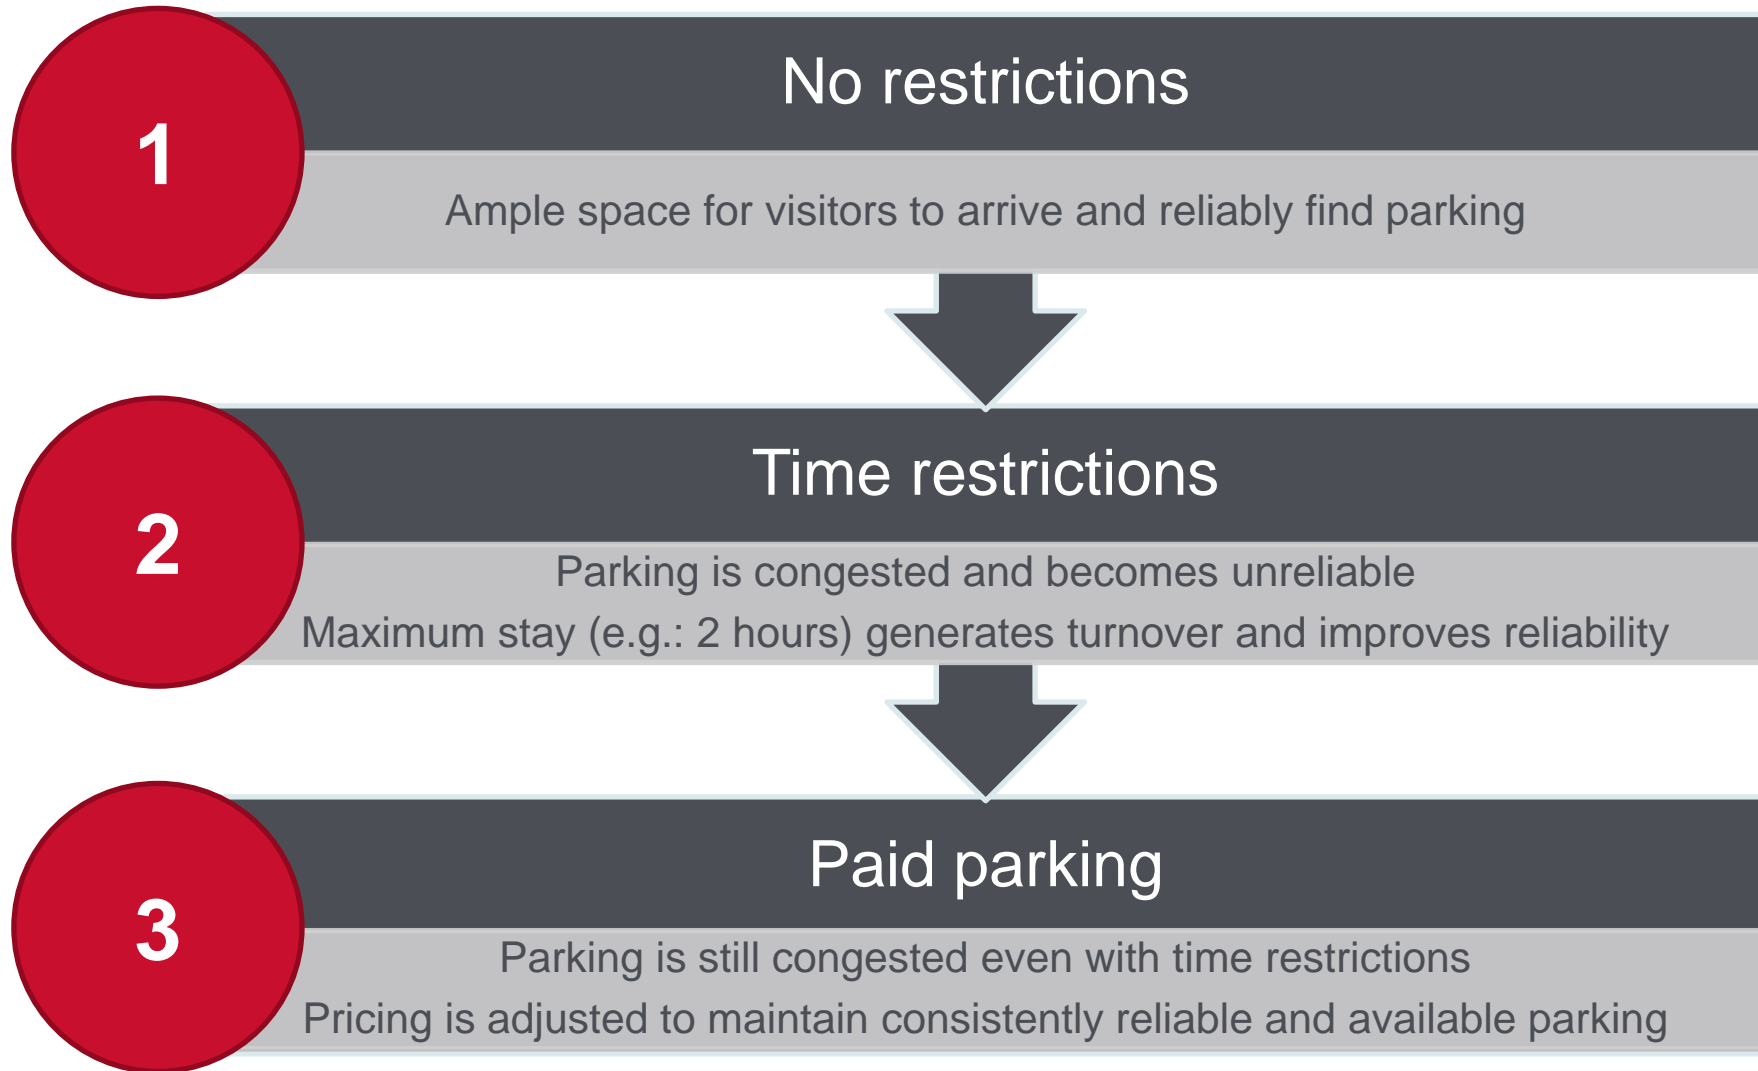 1
No restrictions
Ample space for visitors to arrive and reliably find parking
2
Time restrictions
Parking is congested and becomes unreliable
Maximum stay (e.g.: 2 hours) generates turnover and improves reliability
3
Paid parking
Parking is still congested even with time restrictions
Pricing is adjusted to maintain consistently reliable and available parking